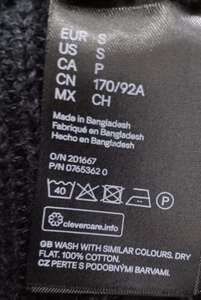 EUR S
US S
CA P
CN 170/92A
MX CH
Made in Bangladesh
Fabriqué en Bangladesh
Hecho en Bangladesh
O/N 201667
P/N 0765362 0
40 P
clevercare.info
GB WASH WITH SIMILAR COLOURS. DRY
FLAT. 100% COTTON.
CZ PERTE S PODOBNÝMI BARVAMI.